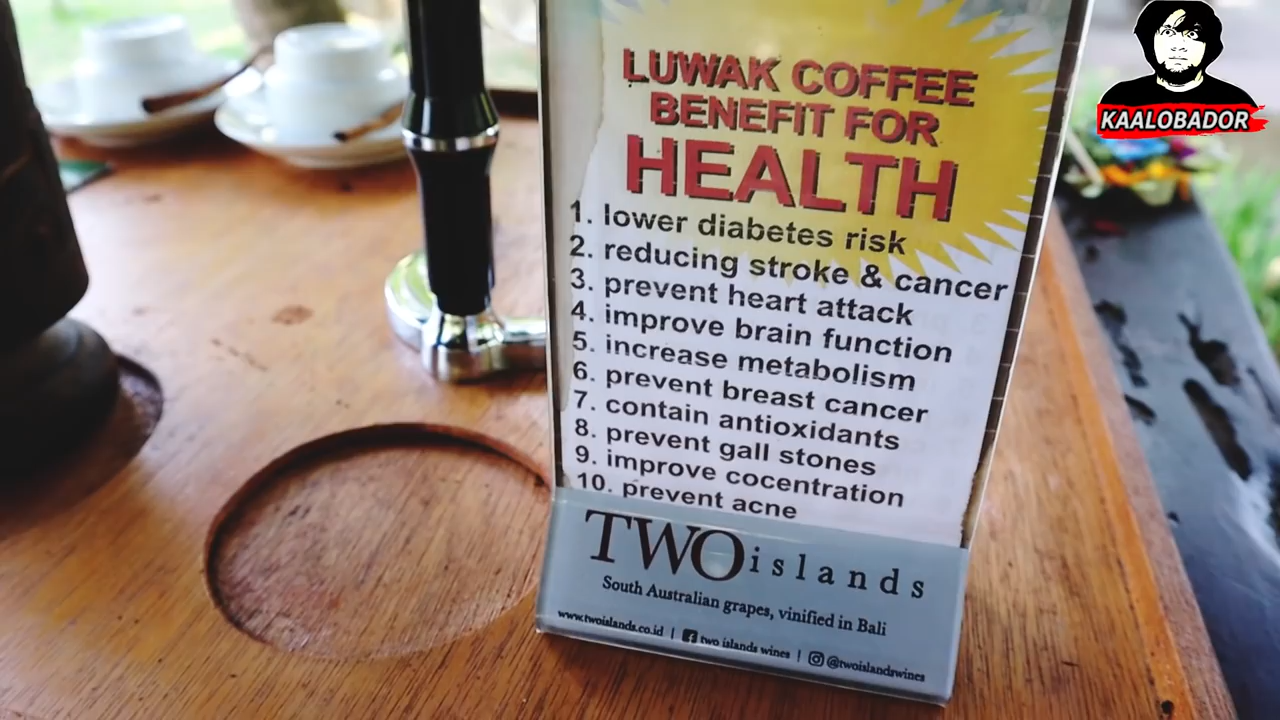 KAALOBADOR
LUWAK COFFEE
BENEFIT FOR
HEALTH
1. lower diabetes risk
2. reducing stroke & cancer
3. prevent heart attack
4. improve brain function
5. increase metabolism
6. prevent breast cancer
7. contain antioxidants
8. prevent gall stones
9. improve cocentration
10. prevent acne
TWO islands
South Australian grapes, vinified in Bali
www.twoislands.co.id | two islands wines | @twoislandswines